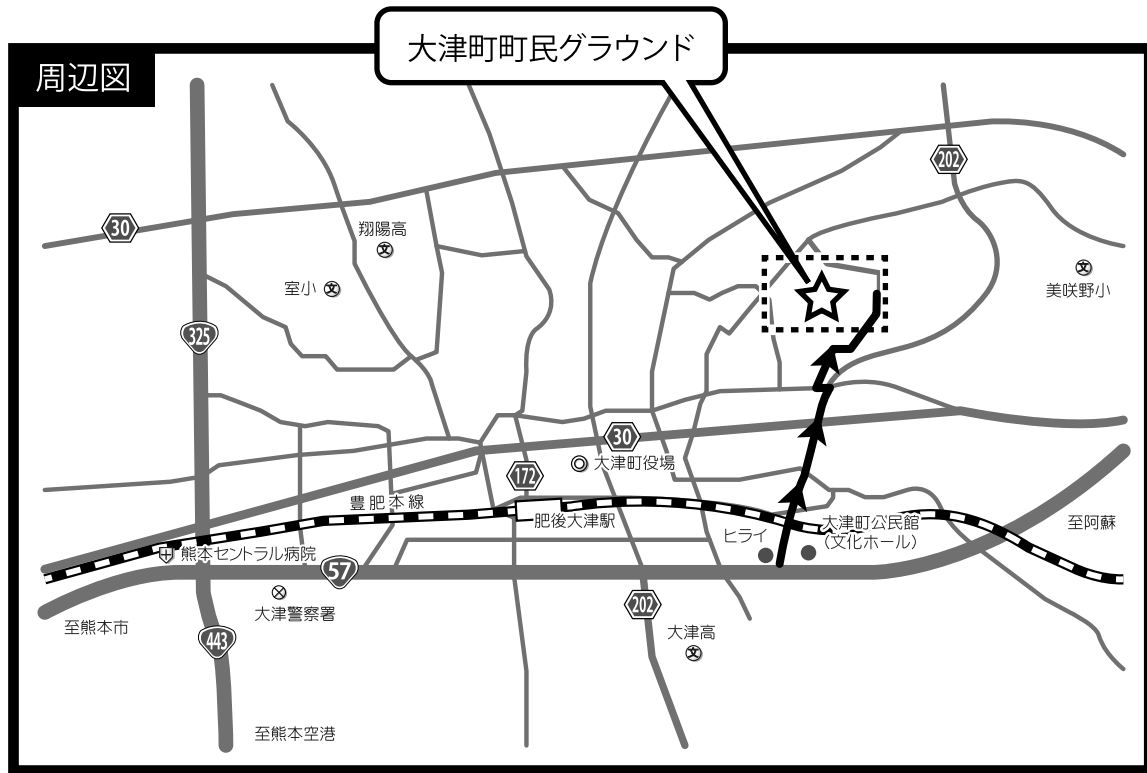 大津町町民グラウンド
周辺図
202
30
翔陽高
室小
美咲野小
325
30
大津町役場
172
豊肥本線
肥後大津駅
ヒライ
大津町公民館
(文化ホール)
至阿蘇
熊本セントラル病院
57
大津警察署
202
至熊本市
443
大津高
至熊本空港
文
文
文
文